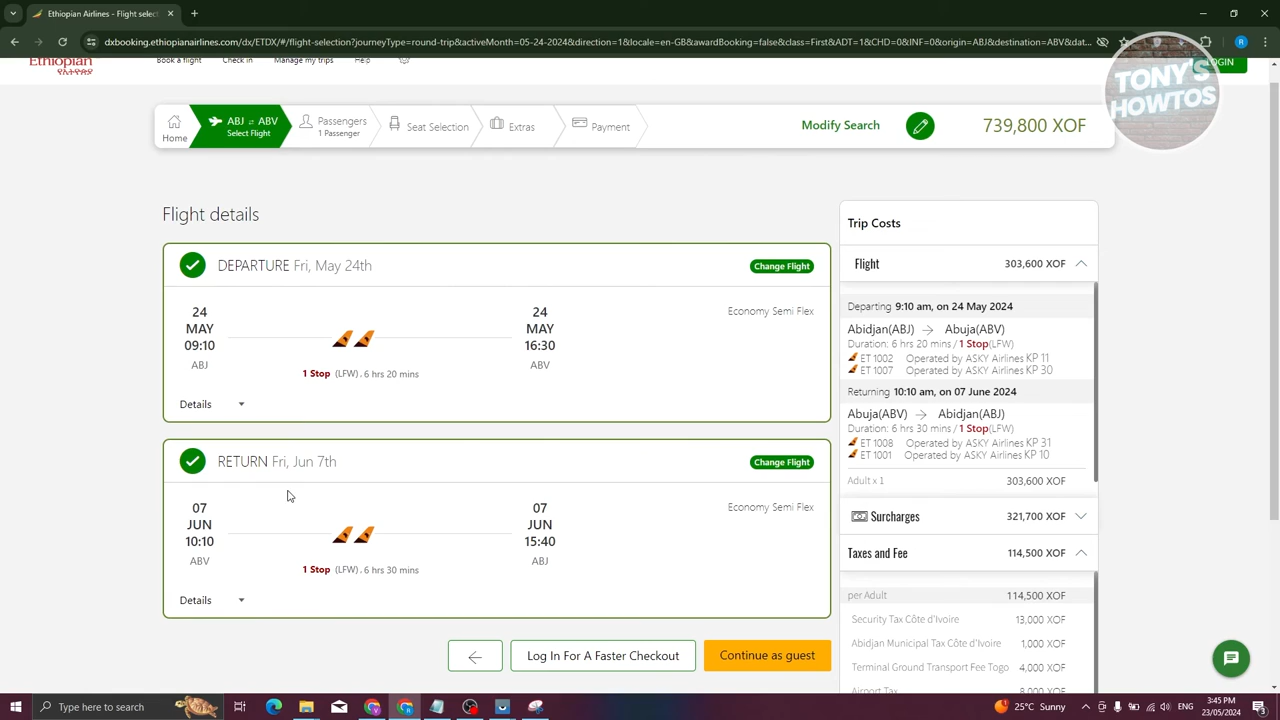 Ethiopian Airlines - Flight selec
dxbooking.ethiopianairlines.com/dx/ETDX/#/flight-selection?journeyType=round-trip&activeMonth=05-24-2024&direction=1&locale=en-GB&awardBooking=false&class=First&ADT=1&CHD=0&INF=0&origin=ABJ&destination=ABV&dat...
R
Ethiopian
የኢትዮጵያ
Book a flight
Check in
Manage my trips
Help
LOGIN
TONY'S
HOWTOS
Home
ABJ ⇌ ABV
Select Flight
Passengers
1 Passenger
Seat Selection
Extras
Payment
Modify Search
739,800 XOF
Flight details
DEPARTURE Fri, May 24th
Change Flight
24
MAY
09:10
ABJ
1 Stop (LFW) . 6 hrs 20 mins
24
MAY
16:30
ABV
Economy Semi Flex
Details
RETURN Fri, Jun 7th
Change Flight
07
JUN
10:10
ABV
1 Stop (LFW) . 6 hrs 30 mins
07
JUN
15:40
ABJ
Economy Semi Flex
Details
Log In For A Faster Checkout
Continue as guest
Trip Costs
Flight 303,600 XOF
Departing 9:10 am, on 24 May 2024
Abidjan(ABJ) → Abuja(ABV)
Duration: 6 hrs 20 mins / 1 Stop(LFW)
ET 1002 Operated by ASKY Airlines KP 11
ET 1007 Operated by ASKY Airlines KP 30
Returning 10:10 am, on 07 June 2024
Abuja(ABV) → Abidjan(ABJ)
Duration: 6 hrs 30 mins / 1 Stop(LFW)
ET 1008 Operated by ASKY Airlines KP 31
ET 1001 Operated by ASKY Airlines KP 10
Adult x 1 303,600 XOF
Surcharges 321,700 XOF
Taxes and Fee 114,500 XOF
per Adult 114,500 XOF
Security Tax Côte d'Ivoire 13,000 XOF
Abidjan Municipal Tax Côte d'Ivoire 1,000 XOF
Terminal Ground Transport Fee Togo 4,000 XOF
Airport Tax 8,000 XOF
Type here to search
25°C Sunny
3:45 PM
23/05/2024